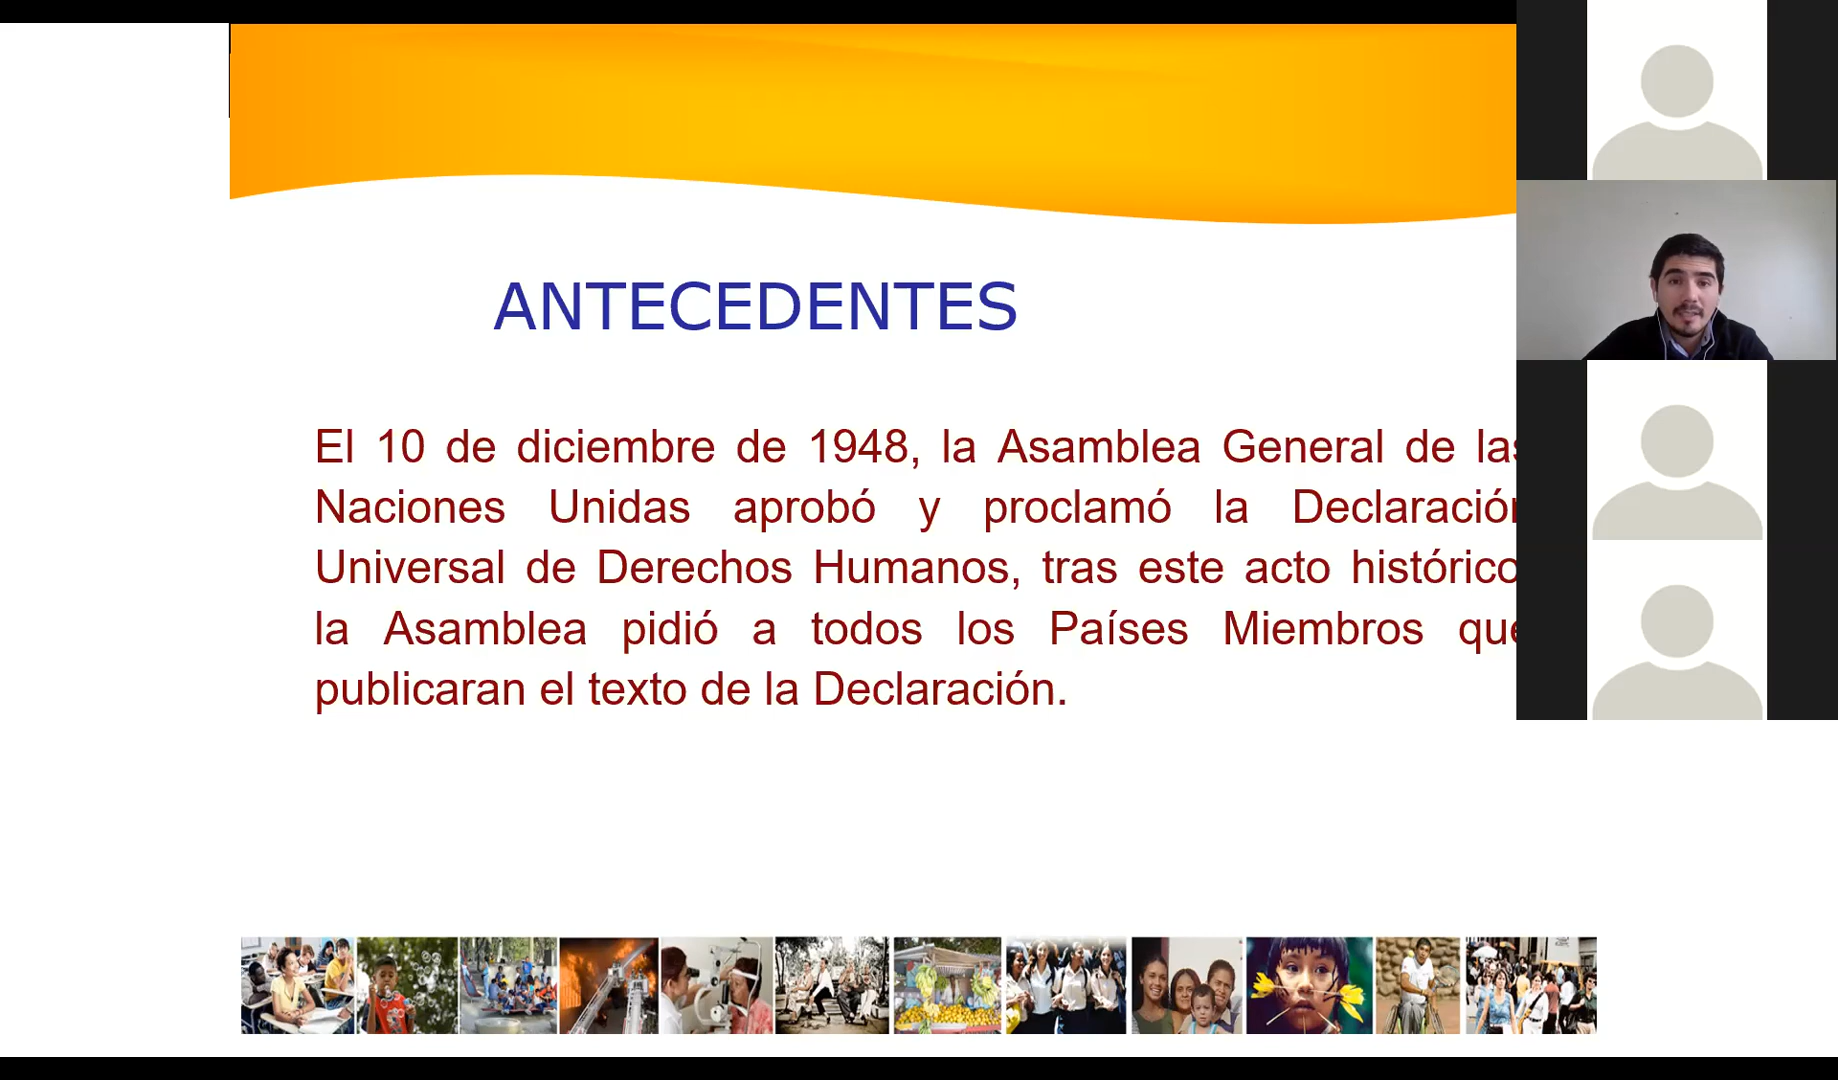 ANTECEDENTES
El 10 de diciembre de 1948, la Asamblea General de las
Naciones Unidas aprobó y proclamó la Declaración
Universal de Derechos Humanos, tras este acto histórico
la Asamblea pidió a todos los Países Miembros que
publicaran el texto de la Declaración.